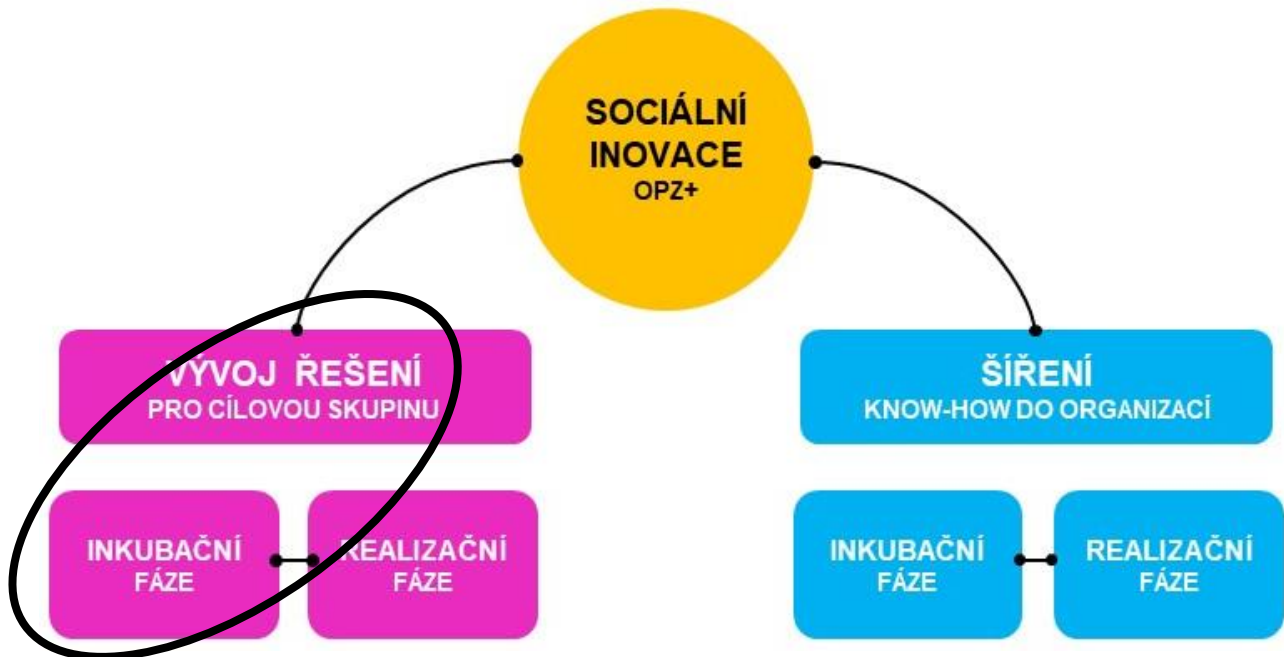 SOCIÁLNÍ
INOVACE
OPZ+
VÝVOJ ŘEŠENÍ
PRO CÍLOVOU SKUPINU
INKUBAČNÍ
FÁZE
REALIZAČNÍ
FÁZE
ŠÍŘENÍ
KNOW-HOW DO ORGANIZACÍ
INKUBAČNÍ
FÁZE
REALIZAČNÍ
FÁZE